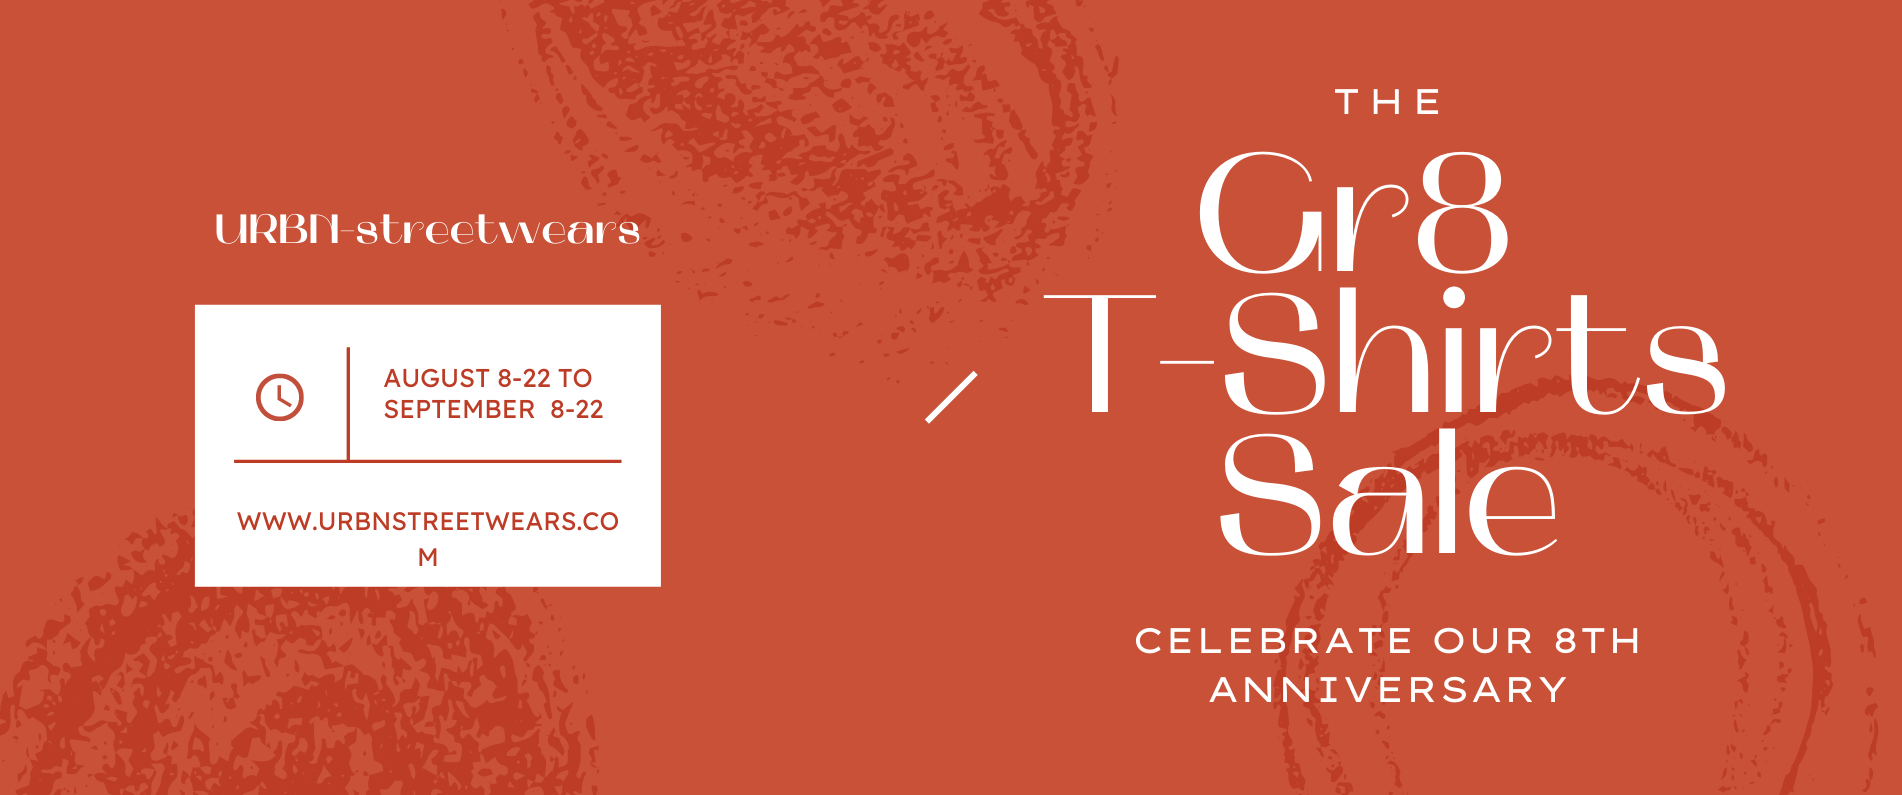 URBN-streetwears
AUGUST 8-22 TO
SEPTEMBER  8-22
WWW.URBNSTREETWEARS.CO
M
THE
Gr8
T-Shirts
Sale
CELEBRATE OUR 8TH
ANNIVERSARY